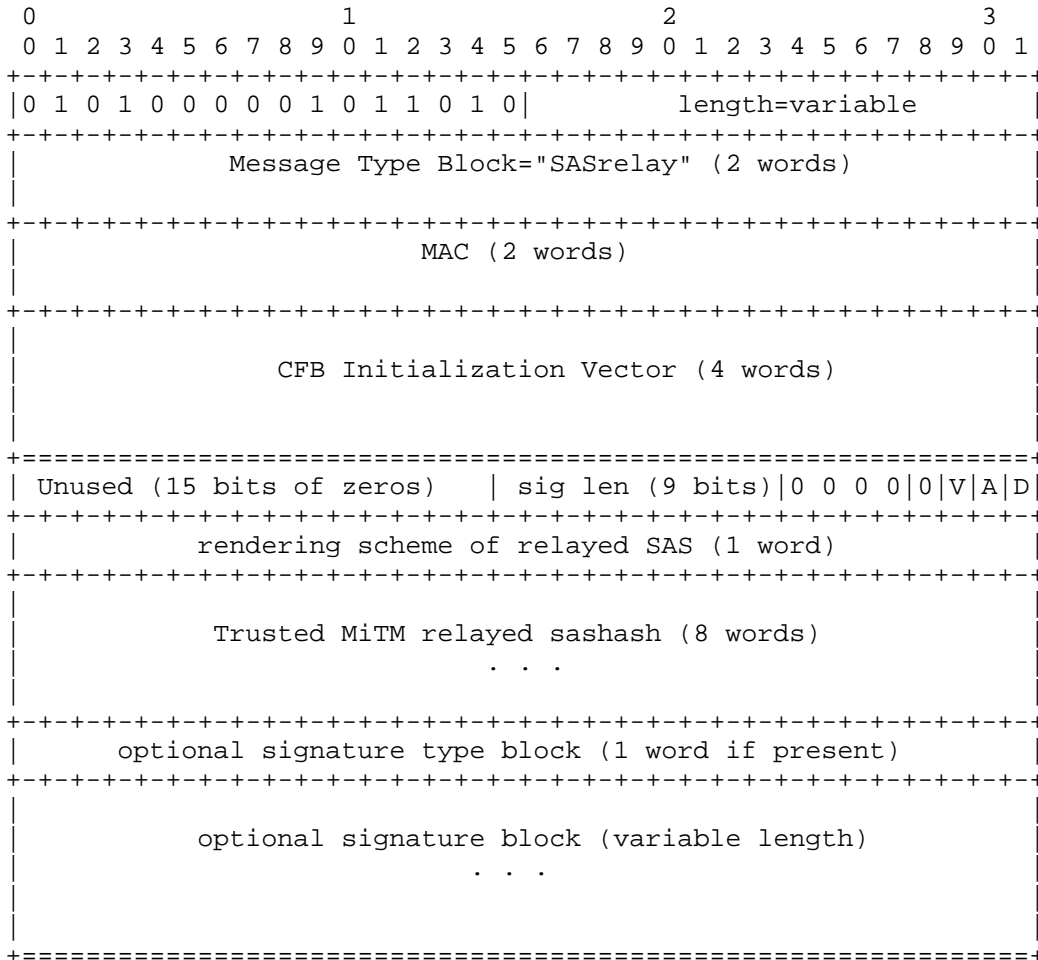 0                   1                   2                   3
 0 1 2 3 4 5 6 7 8 9 0 1 2 3 4 5 6 7 8 9 0 1 2 3 4 5 6 7 8 9 0 1
+-+-+-+-+-+-+-+-+-+-+-+-+-+-+-+-+-+-+-+-+-+-+-+-+-+-+-+-+-+-+-+-+
|0 1 0 1 0 0 0 0 0 1 0 1 1 0 1 0|         length=variable       |
+-+-+-+-+-+-+-+-+-+-+-+-+-+-+-+-+-+-+-+-+-+-+-+-+-+-+-+-+-+-+-+-+
|             Message Type Block="SASrelay" (2 words)           |
|                                                               |
+-+-+-+-+-+-+-+-+-+-+-+-+-+-+-+-+-+-+-+-+-+-+-+-+-+-+-+-+-+-+-+-+
|                         MAC (2 words)                         |
|                                                               |
+-+-+-+-+-+-+-+-+-+-+-+-+-+-+-+-+-+-+-+-+-+-+-+-+-+-+-+-+-+-+-+-+
|                                                               |
|                CFB Initialization Vector (4 words)            |
|                                                               |
|                                                               |
+===============================================================+
| Unused (15 bits of zeros)   | sig len (9 bits)|0 0 0 0|0|V|A|D|
+-+-+-+-+-+-+-+-+-+-+-+-+-+-+-+-+-+-+-+-+-+-+-+-+-+-+-+-+-+-+-+-+
|           rendering scheme of relayed SAS (1 word)            |
+-+-+-+-+-+-+-+-+-+-+-+-+-+-+-+-+-+-+-+-+-+-+-+-+-+-+-+-+-+-+-+-+
|                                                               |
|            Trusted MiTM relayed sashash (8 words)             |
|                             . . .                             |
|                                                               |
+-+-+-+-+-+-+-+-+-+-+-+-+-+-+-+-+-+-+-+-+-+-+-+-+-+-+-+-+-+-+-+-+
|      optional signature type block (1 word if present)        |
+-+-+-+-+-+-+-+-+-+-+-+-+-+-+-+-+-+-+-+-+-+-+-+-+-+-+-+-+-+-+-+-+
|                                                               |
|           optional signature block (variable length)          |
|                            . . .                              |
|                                                               |
|                                                               |
+===============================================================+